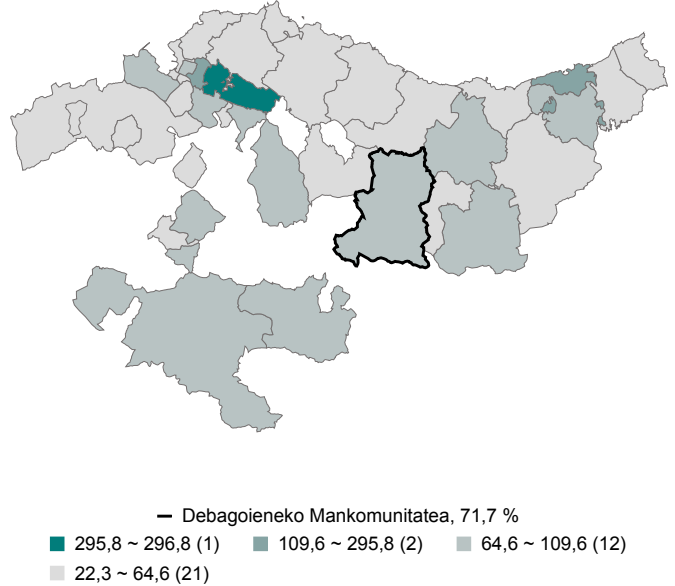 Debagoieneko Mankomunitatea, 71,7 %
295,8 ~ 296,8 (1) 109,6 ~ 295,8 (2) 64,6 ~ 109,6 (12)
22,3 ~ 64,6 (21)